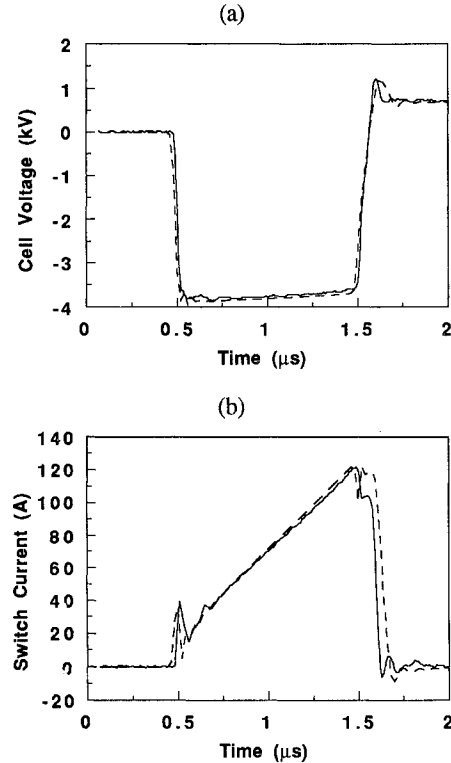 (a)
2
1
0
-1
-2
-3
-4
Cell Voltage (kV)
0 0.5 1 1.5 2
Time (μs)
(b)
140
120
100
80
60
40
20
0
-20
Switch Current (A)
0 0.5 1 1.5 2
Time (μs)